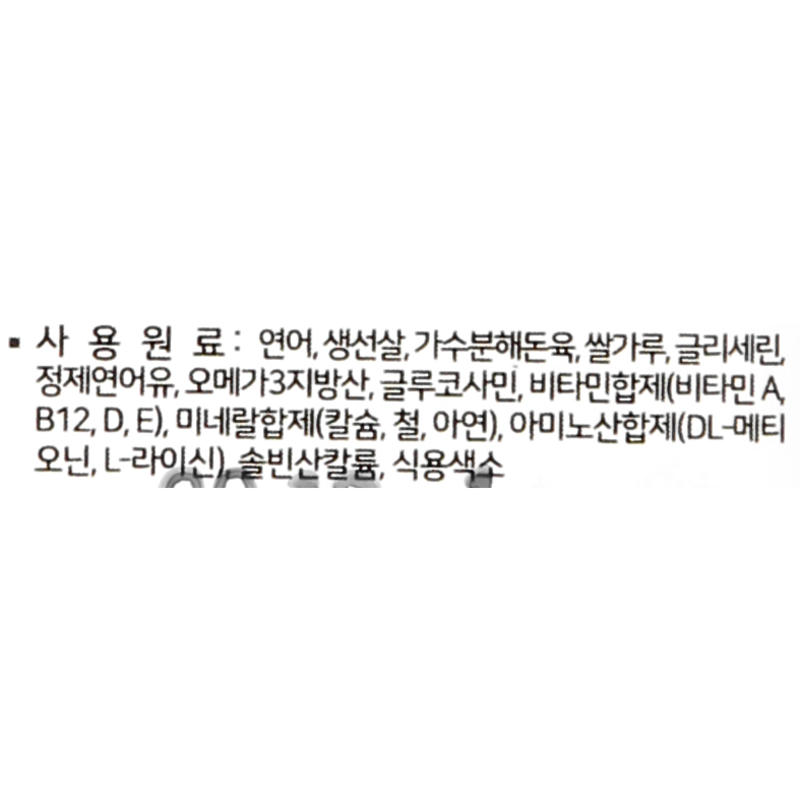 ▪ 사 용 원 료 : 연어, 생선살, 가수분해돈육, 쌀가루, 글리세린,
정제연어유, 오메가3지방산, 글루코사민, 비타민합제(비타민 A,
B12, D, E), 미네랄합제(칼슘, 철, 아연), 아미노산합제(DL-메티
오닌, L-라이신), 솔빈산칼륨, 식용색소